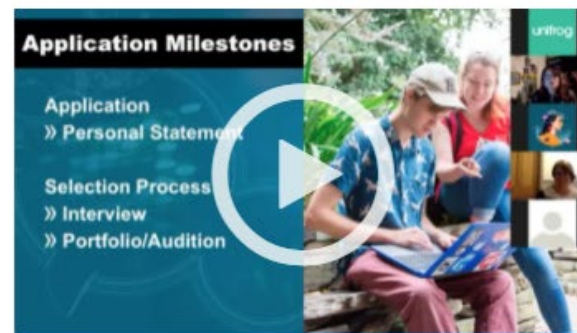 Application Milestones
Application
» Personal Statement
Selection Process
» Interview
» Portfolio/Audition
unifrog